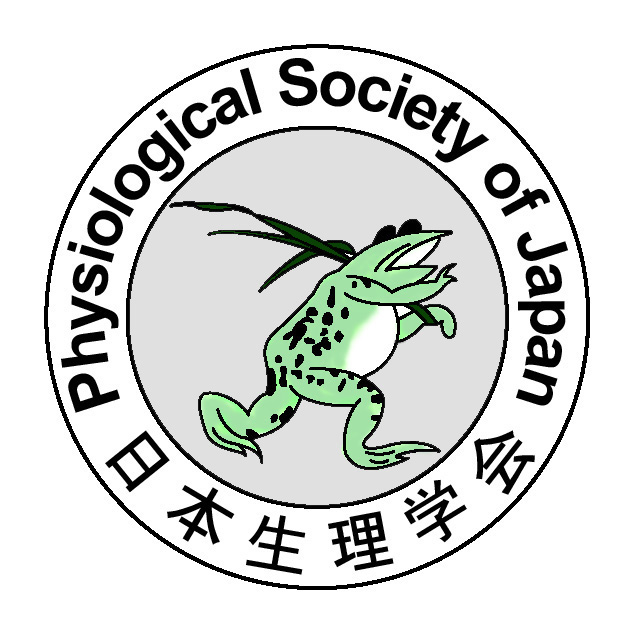 Physiological Society of Japan
日本生理学会